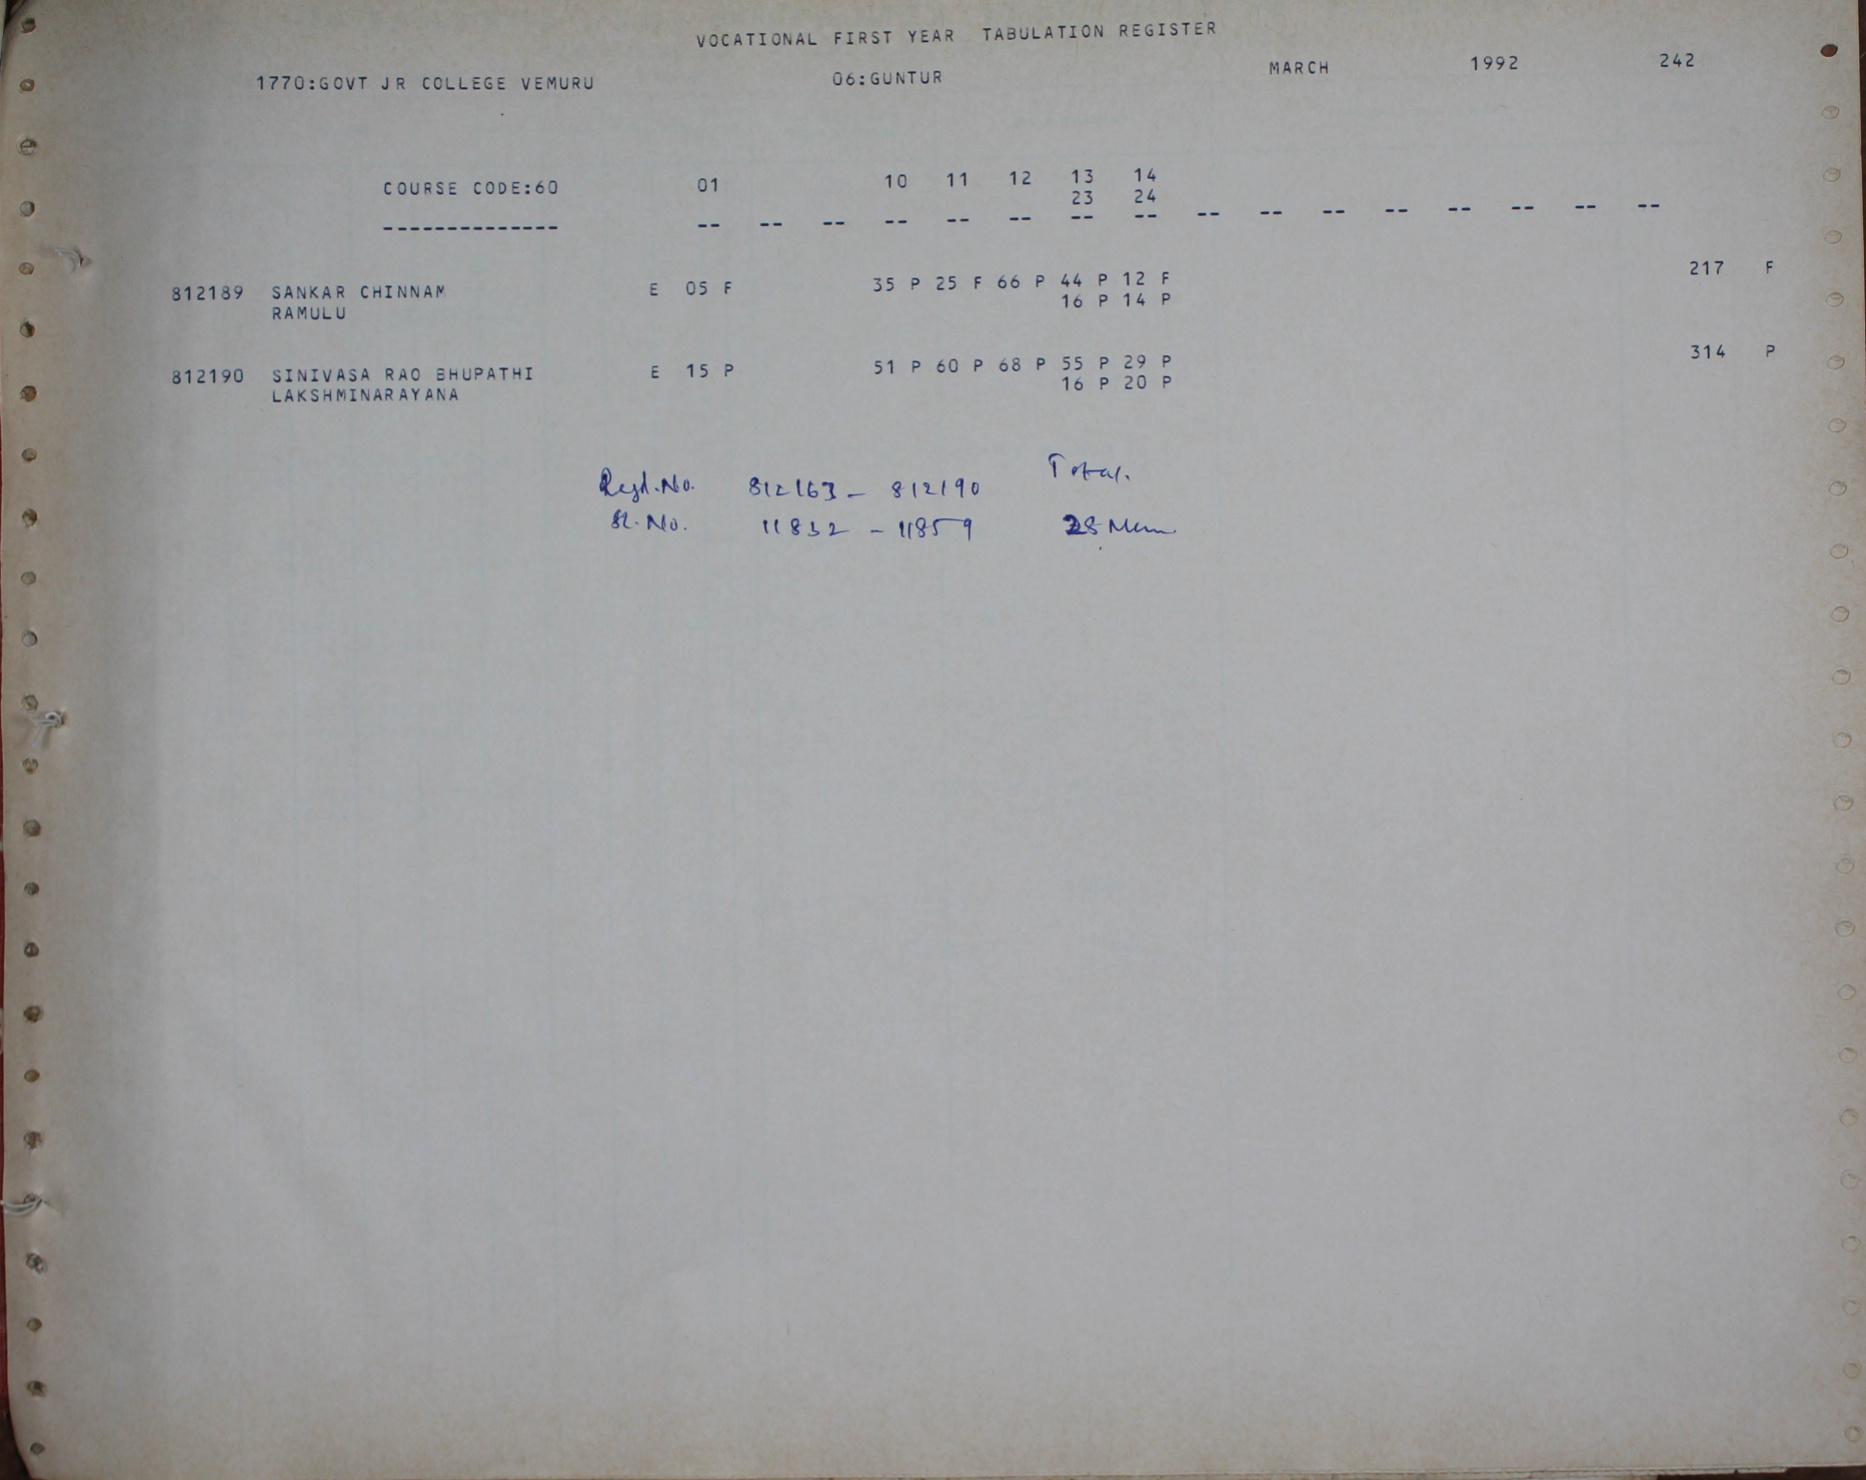 VOCATIONAL FIRST YEAR TABULATION REGISTER
1770:GOVT JR COLLEGE VEMURU 06:GUNTUR MARCH 1992 242
COURSE CODE:60 01 10 11 12 13 14
23 24
-------------- -- -- -- -- -- -- -- -- -- -- -- -- -- -- -- --
812189 SANKAR CHINNAM E 05 F 35 P 25 F 66 P 44 P 12 F 217 F
RAMULU 16 P 14 P
812190 SINIVASA RAO BHUPATHI E 15 P 51 P 60 P 68 P 55 P 29 P 314 P
LAKSHMINARAYANA 16 P 20 P
Regd.No. 812163 - 812190 Total.
Sl. No. 11832 - 11859 28